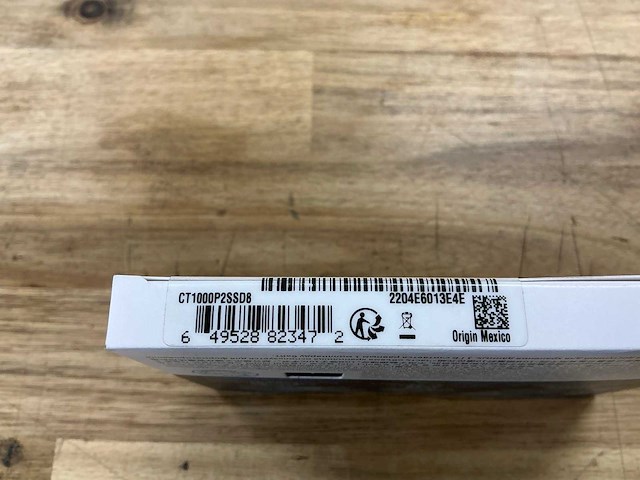 CT1000P2SSD8 2204E6013E4E
6 49528 82347 2
Origin Mexico